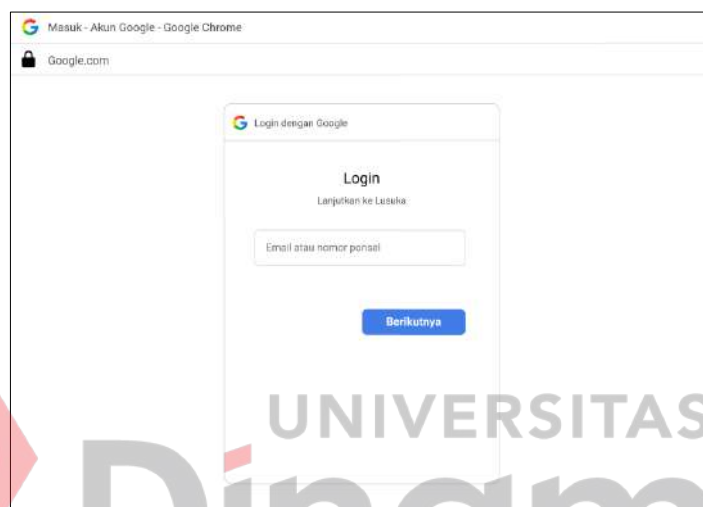 Masuk - Akun Google - Google Chrome
Google.com
Login dengan Google
Login
Lanjutkan ke Lusuka
Email atau nomor ponsel
Berikutnya
UNIVERSITAS